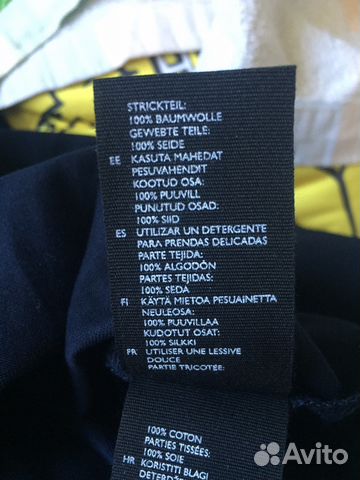 STRICKTEIL:
100% BAUMWOLLE
GEWEBTE TEILE:
100% SEIDE
EE KASUTA MAHEDAT
PESUVAHENDIT
KOOTUD OSA:
100% PUUVILL
PUNUTUD OSAD:
100% SIID
ES UTILIZAR UN DETERGENTE
PARA PRENDAS DELICADAS
PARTE TEJIDA:
100% ALGODÓN
PARTES TEJIDAS:
100% SEDA
FI KÄYTÄ MIETOA PESUAINETTA
NEULEOSA:
100% PUUVILLAA
KUDOTUT OSAT:
100% SILKKI
FR UTILISER UNE LESSIVE
DOUCE
PARTIE TRICOTÉE:
100% COTON
PARTIES TISSÉES:
100% SOIE
HR KORISTITI BLAGI
Avito